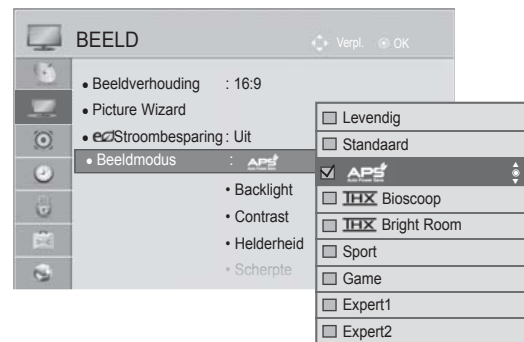 BEELD
Verpl. OK
• Beeldverhouding : 16:9
• Picture Wizard
• Stroombesparing : Uit
• Beeldmodus : APS
• Backlight
• Contrast
• Helderheid
• Scherpte
Levendig
Standaard
APS
THX Bioscoop
THX Bright Room
Sport
Game
Expert1
Expert2